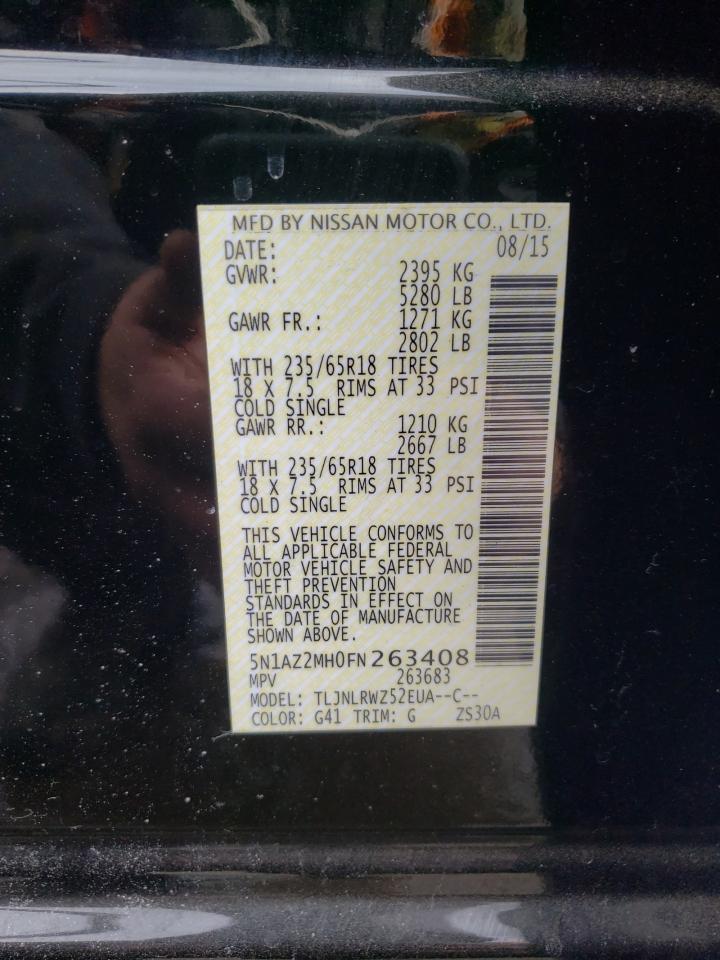 MFD BY NISSAN MOTOR CO., LTD.
DATE: 08/15
GVWR: 2395 KG
5280 LB
GAWR FR.: 1271 KG
2802 LB
WITH 235/65R18 TIRES
18 X 7.5 RIMS AT 33 PSI
COLD SINGLE
GAWR RR.: 1210 KG
2667 LB
WITH 235/65R18 TIRES
18 X 7.5 RIMS AT 33 PSI
COLD SINGLE
THIS VEHICLE CONFORMS TO
ALL APPLICABLE FEDERAL
MOTOR VEHICLE SAFETY AND
THEFT PREVENTION
STANDARDS IN EFFECT ON
THE DATE OF MANUFACTURE
SHOWN ABOVE.
5N1AZ2MH0FN263408
MPV 263683
MODEL: TLJNLRWZ52EUA--C--
COLOR: G41 TRIM: G ZS30A